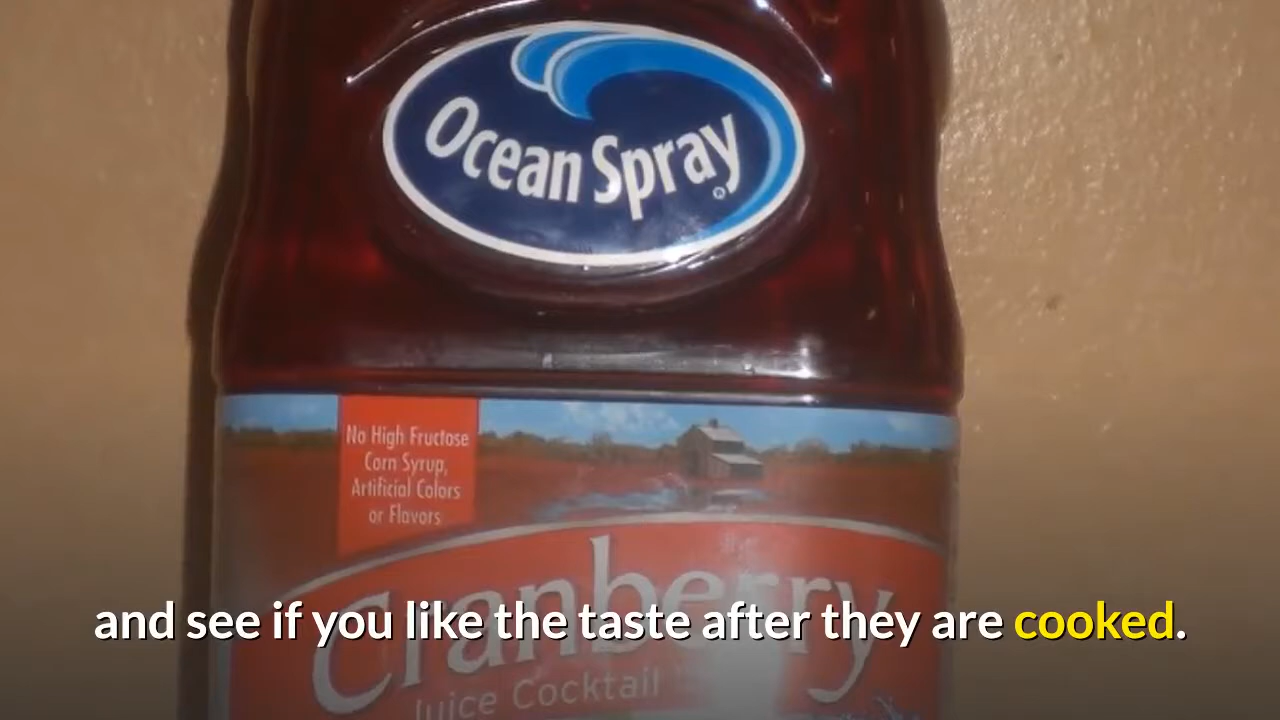 Ocean Spray®
No High Fructose
Corn Syrup,
Artificial Colors
or Flavors
Cranberry
Juice Cocktail
and see if you like the taste after they are cooked.